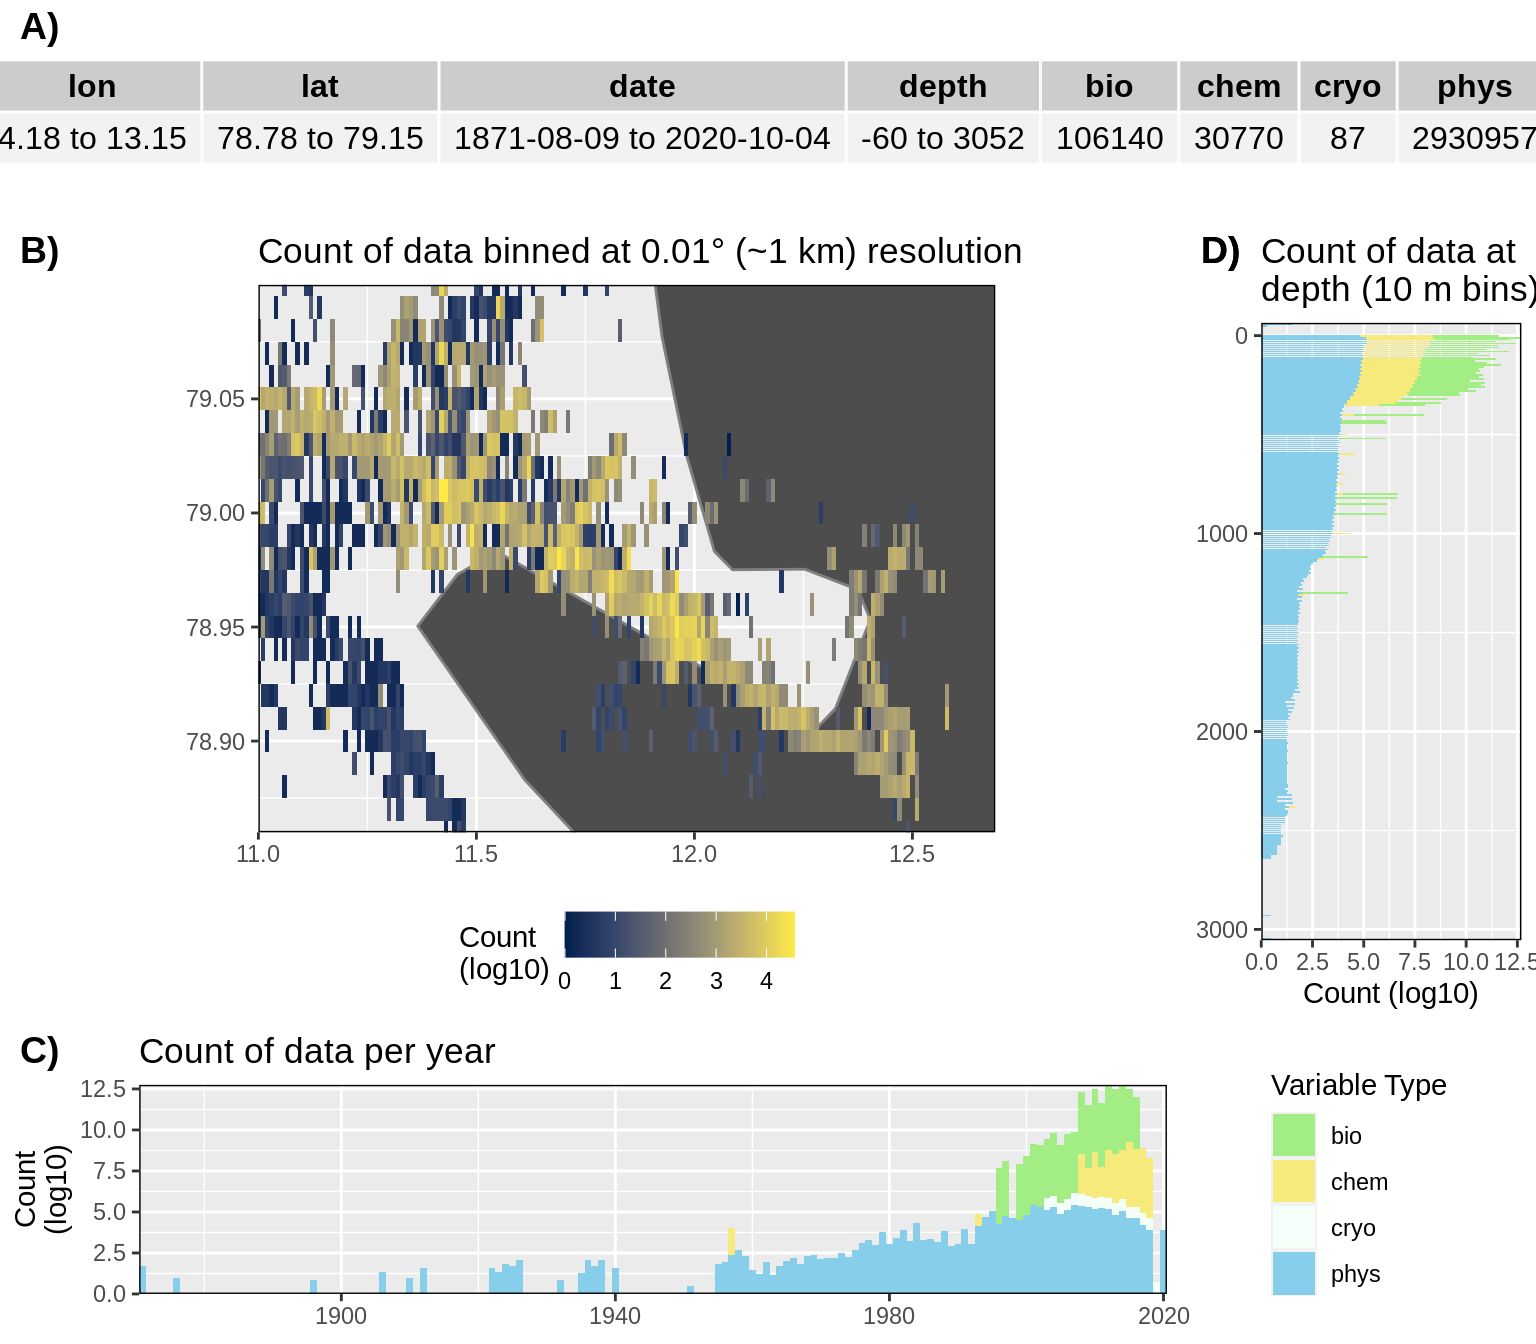 A)
lon lat date depth bio chem cryo phys
4.18 to 13.15 78.78 to 79.15 1871-08-09 to 2020-10-04 -60 to 3052 106140 30770 87 2930957
B)
Count of data binned at 0.01° (~1 km) resolution
79.05
79.00
78.95
78.90
11.0 11.5 12.0 12.5
Count
(log10)
0 1 2 3 4
D)
Count of data at
depth (10 m bins)
0
1000
2000
3000
0.0 2.5 5.0 7.5 10.0 12.5
Count (log10)
C)
Count of data per year
Count
(log10)
12.5
10.0
7.5
5.0
2.5
0.0
1900 1940 1980 2020
Variable Type
bio
chem
cryo
phys